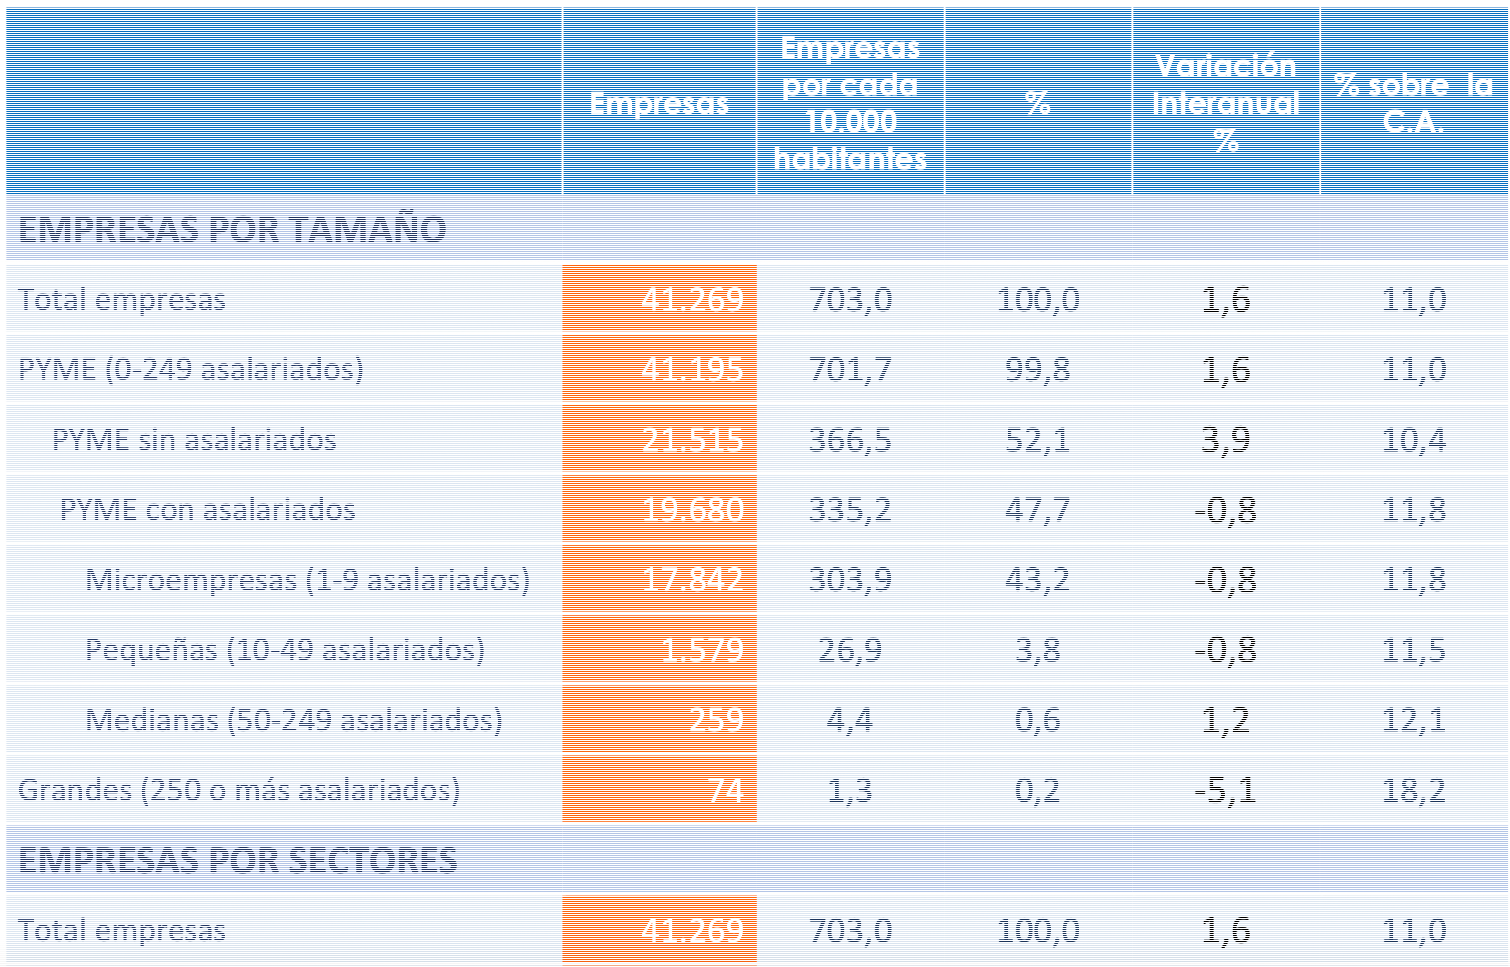 Empresas
Empresas por cada 10.000 habitantes
%
Variación Interanual %
% sobre la C.A.
EMPRESAS POR TAMAÑO
Total empresas 41.269 703,0 100,0 1,6 11,0
PYME (0-249 asalariados) 41.195 701,7 99,8 1,6 11,0
PYME sin asalariados 21.515 366,5 52,1 3,9 10,4
PYME con asalariados 19.680 335,2 47,7 -0,8 11,8
Microempresas (1-9 asalariados) 17.842 303,9 43,2 -0,8 11,8
Pequeñas (10-49 asalariados) 1.579 26,9 3,8 -0,8 11,5
Medianas (50-249 asalariados) 259 4,4 0,6 1,2 12,1
Grandes (250 o más asalariados) 74 1,3 0,2 -5,1 18,2
EMPRESAS POR SECTORES
Total empresas 41.269 703,0 100,0 1,6 11,0